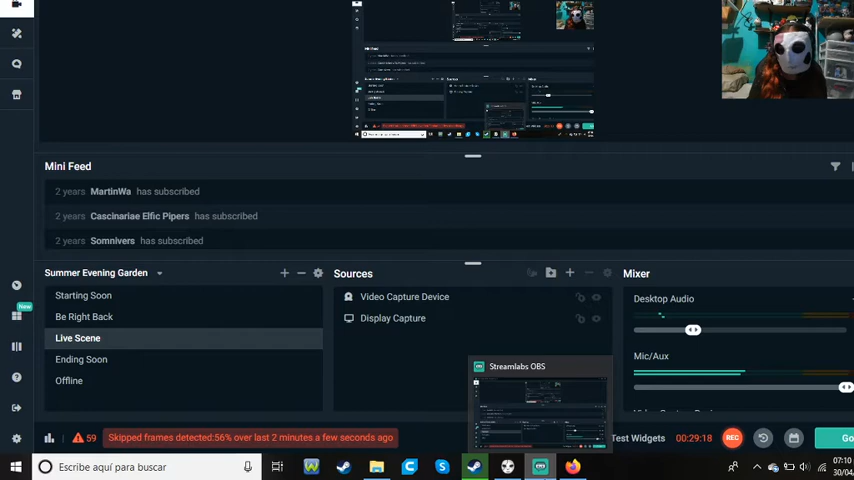 Mini Feed
2 years MartinWa has subscribed
2 years Cascinariae Elfic Pipers has subscribed
2 years Somnivers has subscribed
Summer Evening Garden
Sources
Mixer
Starting Soon
Be Right Back
Live Scene
Ending Soon
Offline
Video Capture Device
Display Capture
Desktop Audio
Mic/Aux
New
Streamlabs OBS
59
Skipped frames detected:56% over last 2 minutes a few seconds ago
Test Widgets
00:29:18
REC
Go
Escribe aquí para buscar
07:10
30/04